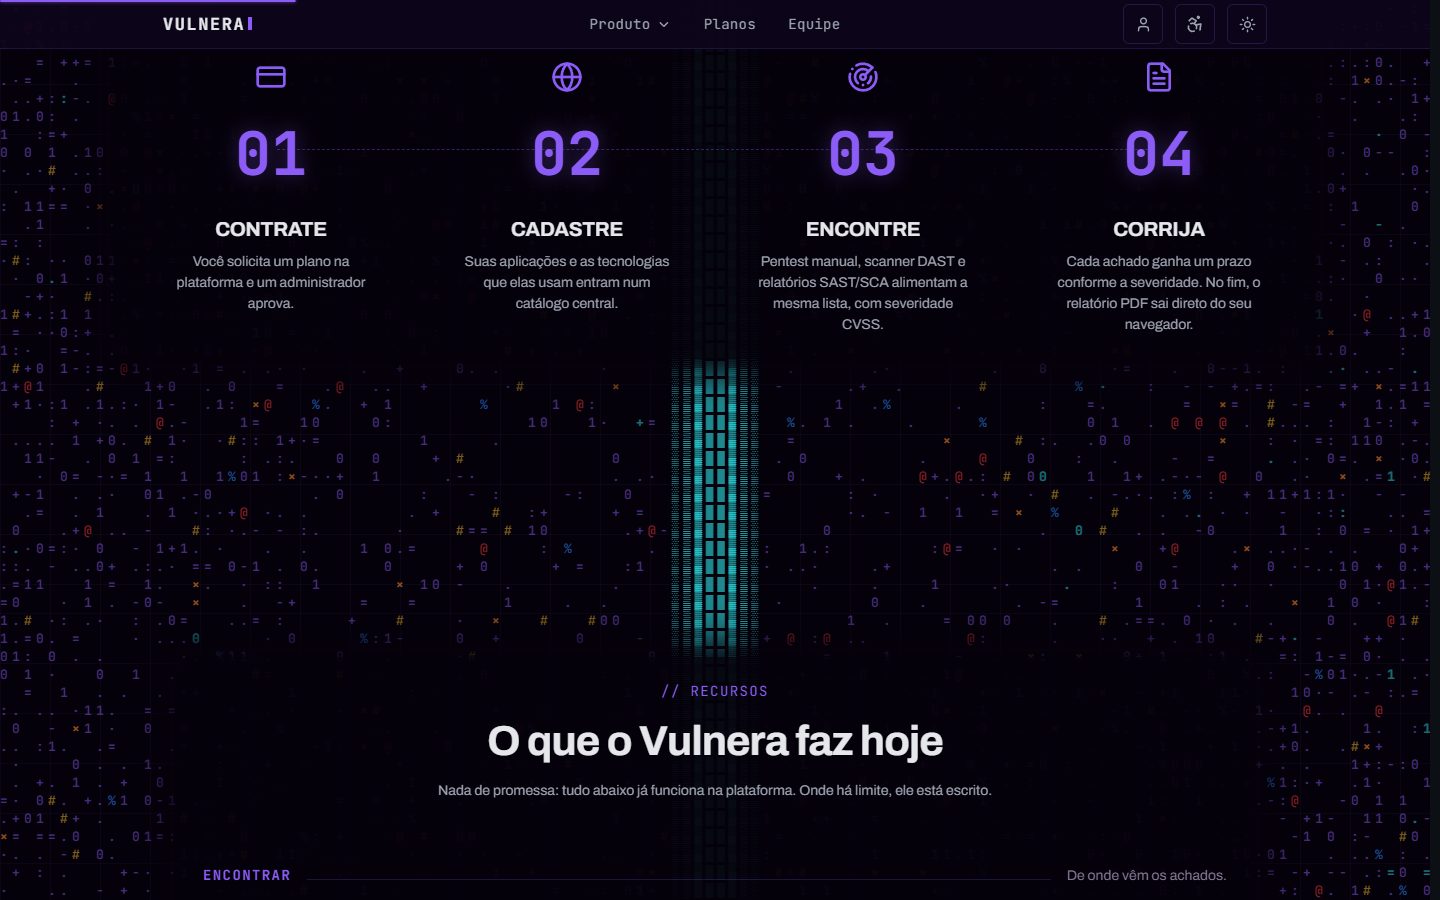 VULNERA
Produto
Planos
Equipe
01
02
03
04
CONTRATE
CADASTRE
ENCONTRE
CORRIJA
Você solicita um plano na
plataforma e um administrador
aprova.
Suas aplicações e as tecnologias
que elas usam entram num
catálogo central.
Pentest manual, scanner DAST e
relatórios SAST/SCA alimentam a
mesma lista, com severidade
CVSS.
Cada achado ganha um prazo
conforme a severidade. No fim, o
relatório PDF sai direto do seu
navegador.
// RECURSOS
O que o Vulnera faz hoje
Nada de promessa: tudo abaixo já funciona na plataforma. Onde há limite, ele está escrito.
ENCONTRAR
De onde vêm os achados.